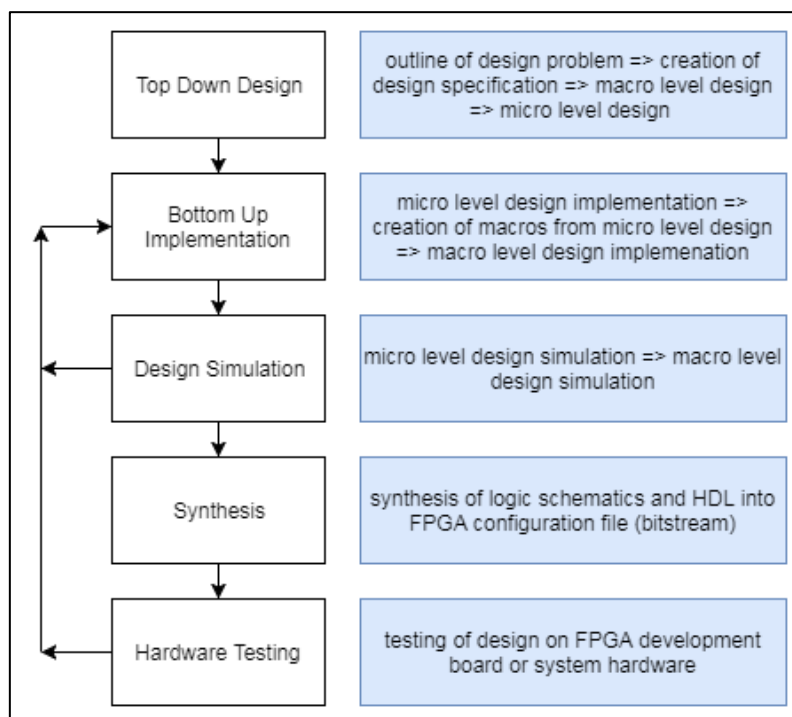 Top Down Design
outline of design problem => creation of
design specification => macro level design
=> micro level design
Bottom Up
Implementation
micro level design implementation =>
creation of macros from micro level design
=> macro level design implemenation
Design Simulation
micro level design simulation => macro level
design simulation
Synthesis
synthesis of logic schematics and HDL into
FPGA configuration file (bitstream)
Hardware Testing
testing of design on FPGA development
board or system hardware